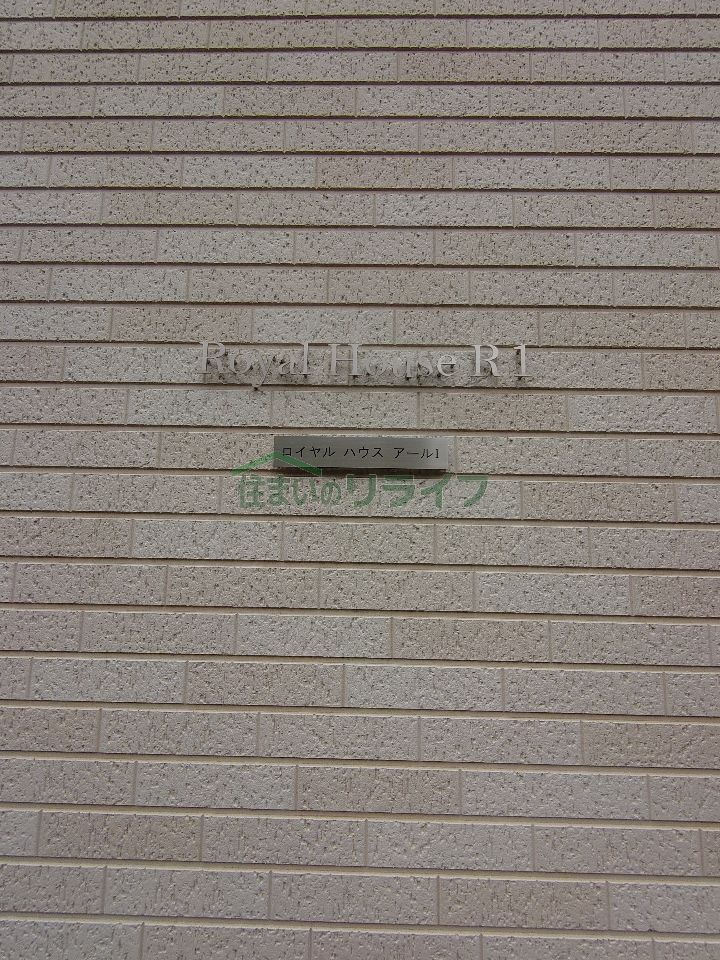 Royal House R 1
ロイヤル ハウス アール1
住まいのリライフ